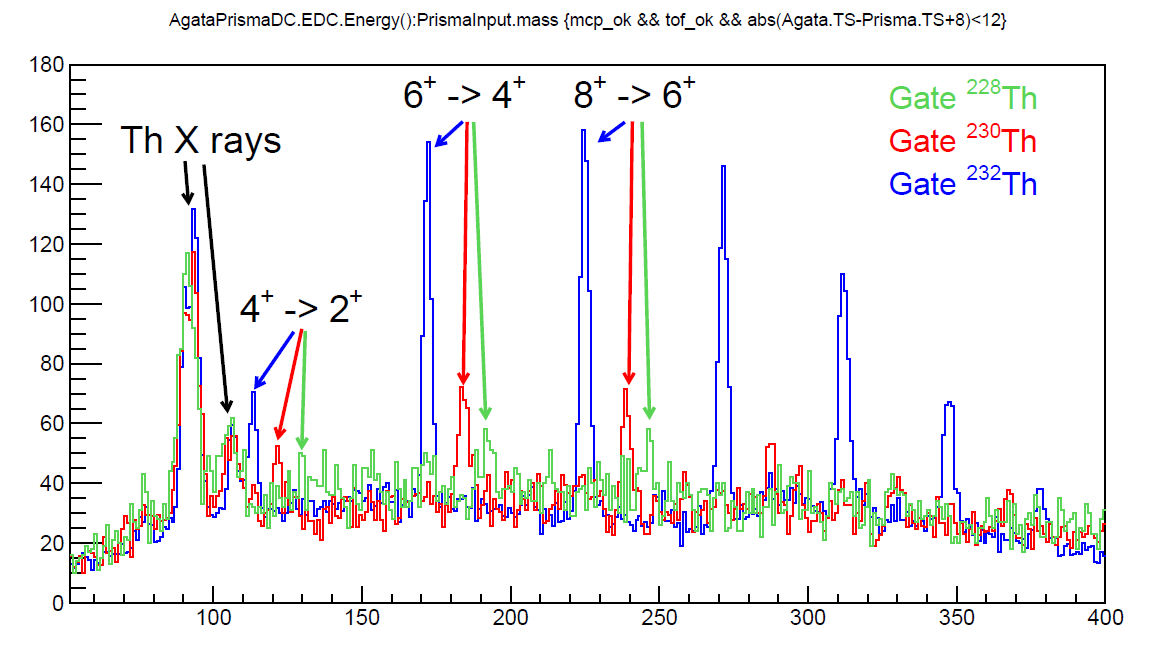 AgataPrismaDC.EDC.Energy():PrismaInput.mass {mcp_ok && tof_ok && abs(Agata.TS-Prisma.TS+8)<12}
180
160
140
120
100
80
60
40
20
0
100 150 200 250 300 350 400
Th X rays
4⁺ -> 2⁺
6⁺ -> 4⁺
8⁺ -> 6⁺
Gate ²²⁸Th
Gate ²³⁰Th
Gate ²³²Th